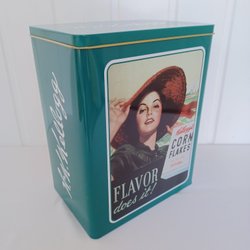 Kellogg's
CORN
FLAKES
FLAVOR
does it!
W.K. Kellogg